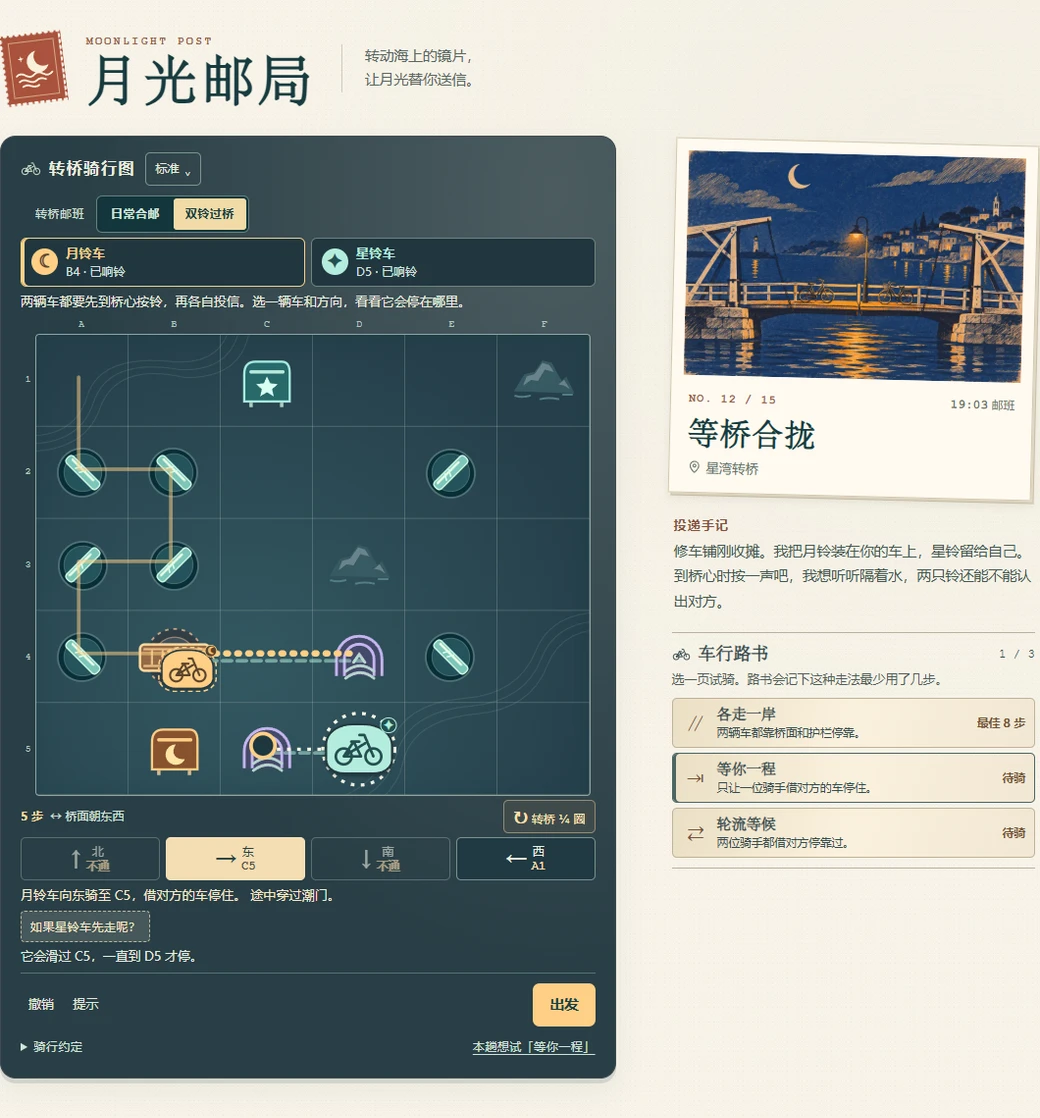 MOONLIGHT POST
月光邮局
转动海上的镜片，
让月光替你送信。
转桥骑行图
标准
转桥邮班
日常合邮
双铃过桥
月铃车
B4 · 已响铃
星铃车
D5 · 已响铃
两辆车都要先到桥心按铃，再各自投信。选一辆车和方向，看看它会停在哪里。
A B C D E F
1
2
3
4
5
5 步 ↔ 桥面朝东西
↻ 转桥 ¼ 圆
↑ 北
不通
→ 东
C5
↓ 南
不通
← 西
A1
月铃车向东骑至 C5，借对方的车停住。 途中穿过潮门。
如果星铃车先走呢？
它会滑过 C5，一直到 D5 才停。
撤销
提示
出发
骑行约定
本趟想试「等你一程」
NO. 12 / 15
19:03 邮班
等桥合拢
星湾转桥
投递手记
修车铺刚收摊。我把月铃装在你的车上，星铃留给自己。
到桥心时按一声吧，我想听听隔着水，两只铃还能不能认
出对方。
车行路书
1 / 3
选一页试骑。路书会记下这种走法最少用了几步。
各走一岸
两辆车都靠桥面和护栏停靠。
最佳 8 步
等你一程
只让一位骑手借对方的车停住。
待骑
轮流等候
两位骑手都借对方停靠过。
待骑